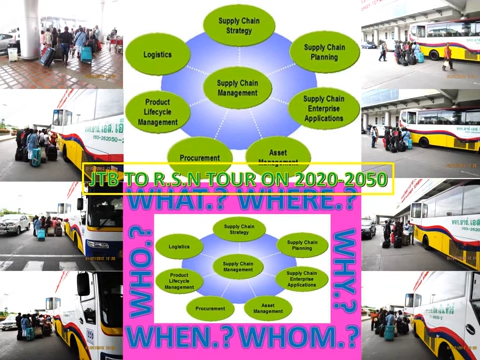 Supply Chain
Strategy
Logistics
Supply Chain
Planning
Supply Chain
Management
Product
Lifecycle
Management
Supply Chain
Enterprise
Applications
Procurement
Asset
Management
JTB TO R.S.N TOUR ON 2020-2050
WHAT.? WHERE.?
WHO.?
WHY.?
Supply Chain
Strategy
Logistics
Supply Chain
Planning
Supply Chain
Management
Product
Lifecycle
Management
Supply Chain
Enterprise
Applications
Procurement
Asset
Management
WHEN.? WHOM.?